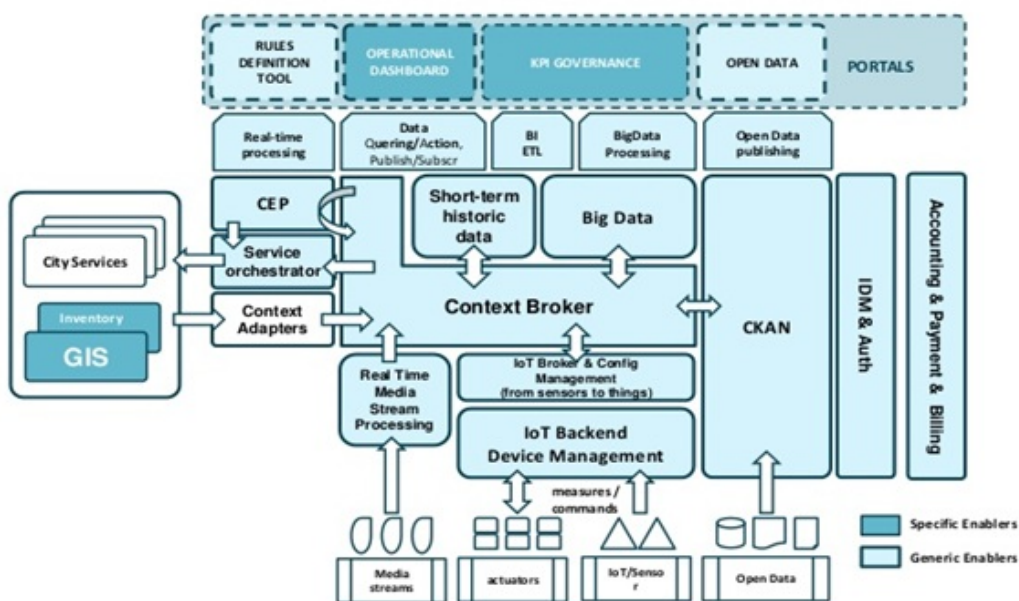 RULES
DEFINITION
TOOL
OPERATIONAL
DASHBOARD
KPI GOVERNANCE
OPEN DATA
PORTALS
Real-time
processing
Data
Quering/Action,
Publish/Subscr
BI
ETL
BigData
Processing
Open Data
publishing
CEP
Short-term
historic
data
Big Data
City Services
Service
orchestrator
Inventory
GIS
Context
Adapters
Context Broker
CKAN
IDM & Auth
Accounting & Payment & Billing
Real Time
Media
Stream
Processing
IoT Broker & Config
Management
(from sensors to things)
IoT Backend
Device Management
measures /
commands
Media
streams
actuators
IoT/Senso
r
Open Data
Specific Enablers
Generic Enablers